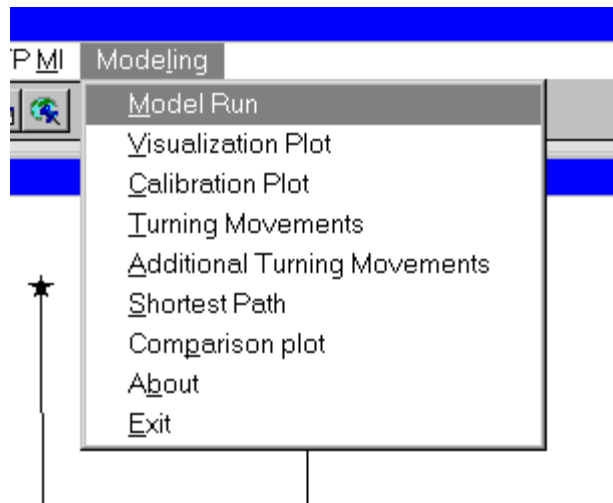 TP MI Modeling
Model Run
Visualization Plot
Calibration Plot
Turning Movements
Additional Turning Movements
Shortest Path
Comparison plot
About
Exit